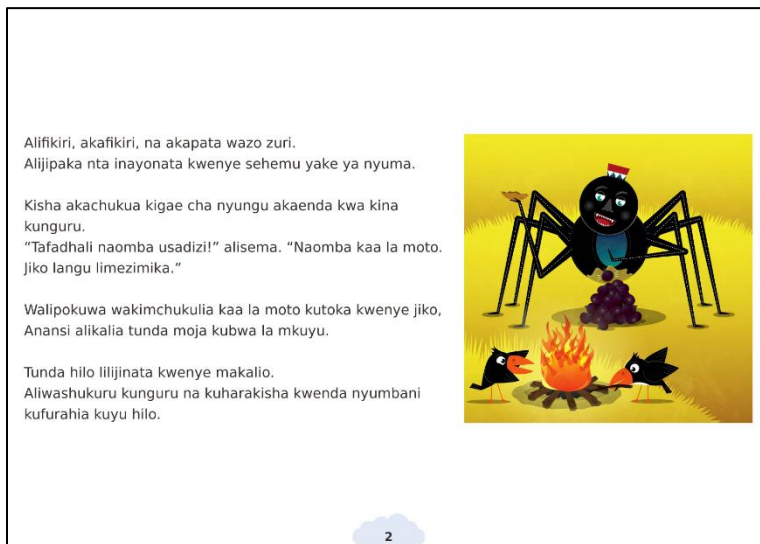 Alifikiri, akafikiri, na akapata wazo zuri.
Alijipaka nta inayonata kwenye sehemu yake ya nyuma.
Kisha akachukua kigae cha nyungu akaenda kwa kina
kunguru.
“Tafadhali naomba usadizi!” alisema. “Naomba kaa la moto.
Jiko langu limezimika.”
Walipokuwa wakimchukulia kaa la moto kutoka kwenye jiko,
Anansi alikalia tunda moja kubwa la mkuyu.
Tunda hilo lilijinata kwenye makalio.
Aliwashukuru kunguru na kuharakisha kwenda nyumbani
kufurahia kuyu hilo.
2